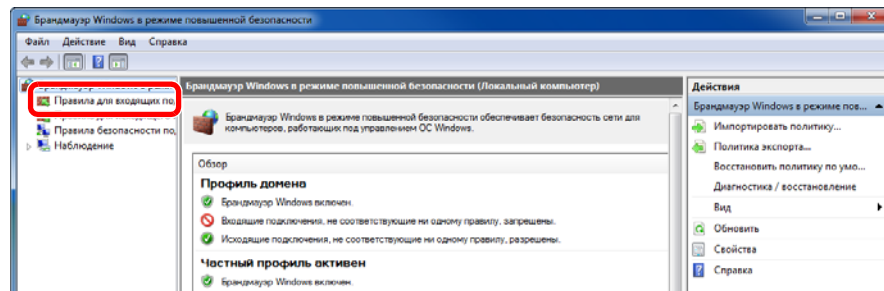 Брандмауэр Windows в режиме повышенной безопасности
Файл Действие Вид Справка
Правила для входящих по,
Правила безопасности по,
Наблюдение
Брандмауэр Windows в режиме повышенной безопасности (Локальный компьютер)
Брандмауэр Windows в режиме повышенной безопасности обеспечивает безопасность сети для
компьютеров, работающих под управлением ОС Windows.
Обзор
Профиль домена
Брандмауэр Windows включен.
Входящие подключения, не соответствующие ни одному правилу, запрещены.
Исходящие подключения, не соответствующие ни одному правилу, разрешены.
Частный профиль активен
Брандмауэр Windows включен.
Действия
Брандмауэр Windows в режиме пов...
Импортировать политику...
Политика экспорта...
Восстановить политику по умо...
Диагностика / восстановление
Вид
Обновить
Свойства
Справка